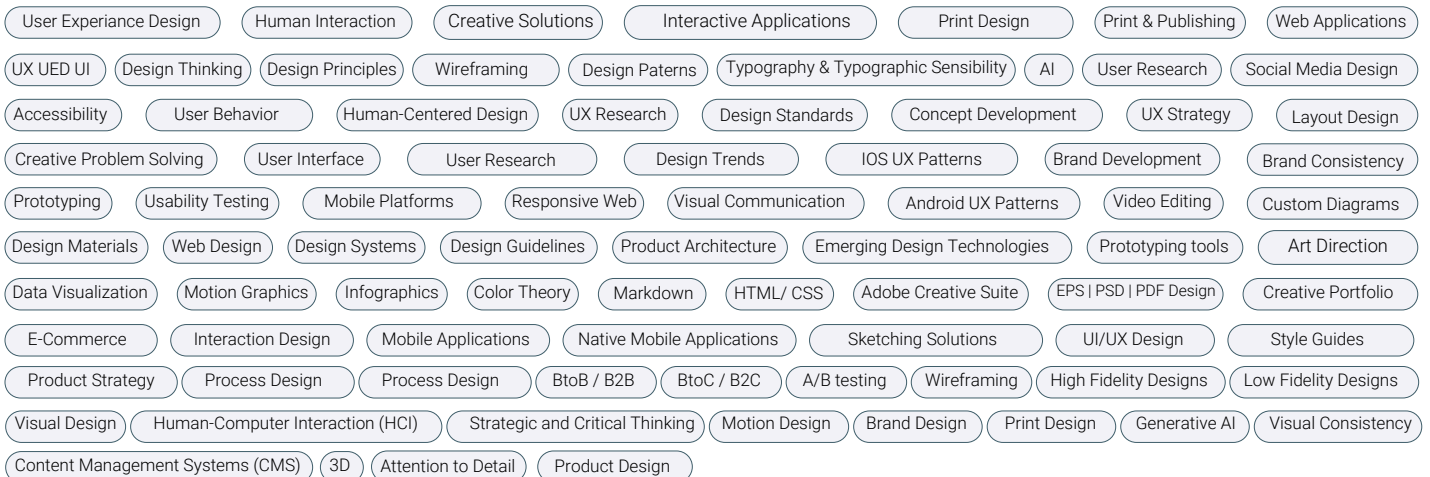 User Experiance Design Human Interaction Creative Solutions Interactive Applications Print Design Print & Publishing Web Applications
UX UED UI Design Thinking Design Principles Wireframing Design Paterns Typography & Typographic Sensibility AI User Research Social Media Design
Accessibility User Behavior Human-Centered Design UX Research Design Standards Concept Development UX Strategy Layout Design
Creative Problem Solving User Interface User Research Design Trends IOS UX Patterns Brand Development Brand Consistency
Prototyping Usability Testing Mobile Platforms Responsive Web Visual Communication Android UX Patterns Video Editing Custom Diagrams
Design Materials Web Design Design Systems Design Guidelines Product Architecture Emerging Design Technologies Prototyping tools Art Direction
Data Visualization Motion Graphics Infographics Color Theory Markdown HTML/ CSS Adobe Creative Suite EPS | PSD | PDF Design Creative Portfolio
E-Commerce Interaction Design Mobile Applications Native Mobile Applications Sketching Solutions UI/UX Design Style Guides
Product Strategy Process Design Process Design BtoB / B2B BtoC / B2C A/B testing Wireframing High Fidelity Designs Low Fidelity Designs
Visual Design Human-Computer Interaction (HCI) Strategic and Critical Thinking Motion Design Brand Design Print Design Generative AI Visual Consistency
Content Management Systems (CMS) 3D Attention to Detail Product Design